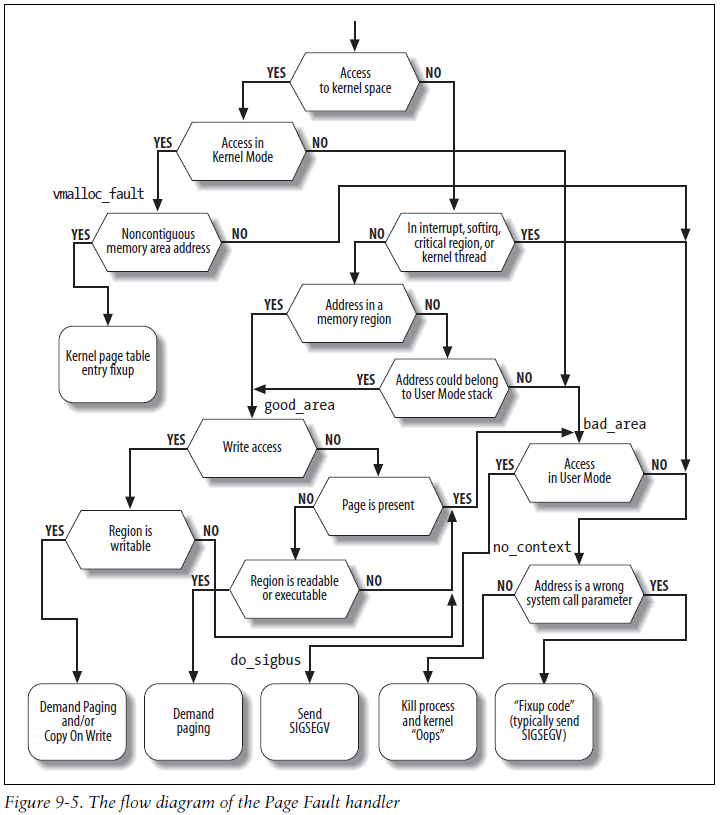 YES
Access
to kernel space
NO
YES
Access in
Kernel Mode
NO
vmalloc_fault
YES
Noncontiguous
memory area address
NO
NO
In interrupt, softirq,
critical region, or
kernel thread
YES
Kernel page table
entry fixup
YES
Address in a
memory region
NO
YES
Address could belong
to User Mode stack
NO
good_area
bad_area
YES
Write access
NO
YES
Access
in User Mode
NO
NO
Page is present
YES
YES
Region is
writable
NO
no_context
YES
Region is readable
or executable
NO
NO
Address is a wrong
system call parameter
YES
do_sigbus
Demand Paging
and/or
Copy On Write
Demand
paging
Send
SIGSEGV
Kill process
and kernel
“Oops”
“Fixup code”
(typically send
SIGSEGV)
Figure 9-5. The flow diagram of the Page Fault handler